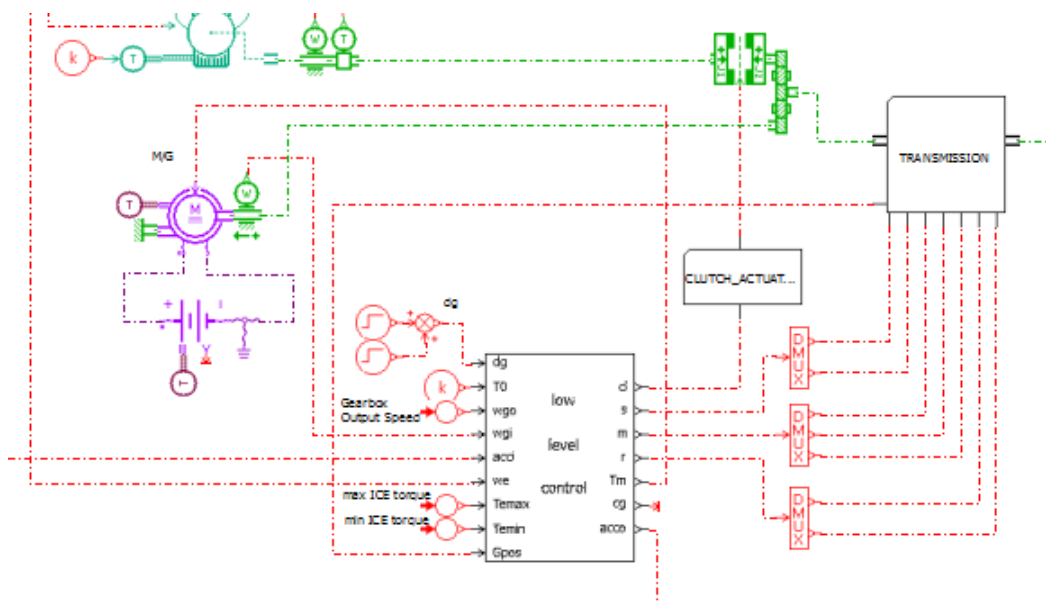 W
T
k
T
M/G
TRANSMISSION
T
M
W
CLUTCH_ACTUAT...
dg
T
k
Gearbox
Output Speed
max ICE torque
min ICE torque
dg
T0
wgo
wgi
acci
we
Temax
Temin
Gpos
low
level
control
cl
s
m
r
Tm
cg
acco
DMUX
DMUX
DMUX